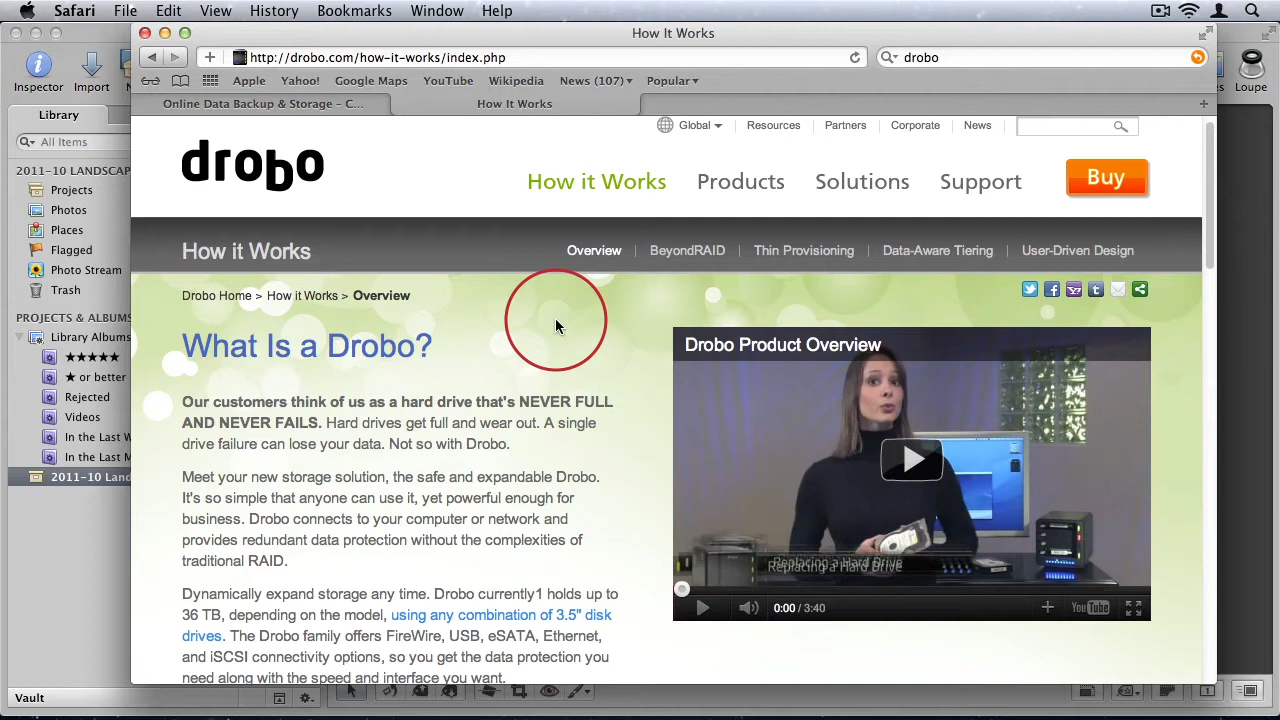 Safari File Edit View History Bookmarks Window Help
How It Works
http://drobo.com/how-it-works/index.php
drobo
Inspector
Import
Loupe
Apple Yahoo! Google Maps YouTube Wikipedia News (107) Popular
Online Data Backup & Storage - C...
How It Works
Library
All Items
2011-10 LANDSCAP
Projects
Photos
Places
Flagged
Photo Stream
Trash
PROJECTS & ALBUMS
Library Albums
★★★★★
★ or better
Rejected
Videos
In the Last W
In the Last M
2011-10 Land
Vault
Global Resources Partners Corporate News
drobo
How it Works Products Solutions Support Buy
How it Works
Overview BeyondRAID Thin Provisioning Data-Aware Tiering User-Driven Design
Drobo Home > How it Works > Overview
What Is a Drobo?
Our customers think of us as a hard drive that's NEVER FULL
AND NEVER FAILS. Hard drives get full and wear out. A single
drive failure can lose your data. Not so with Drobo.
Meet your new storage solution, the safe and expandable Drobo.
It's so simple that anyone can use it, yet powerful enough for
business. Drobo connects to your computer or network and
provides redundant data protection without the complexities of
traditional RAID.
Dynamically expand storage any time. Drobo currently1 holds up to
36 TB, depending on the model, using any combination of 3.5" disk
drives. The Drobo family offers FireWire, USB, eSATA, Ethernet,
and iSCSI connectivity options, so you get the data protection you
need along with the speed and interface you want.
Drobo Product Overview
Replacing a Hard Drive
Replacing a Hard Drive
0:00 / 3:40
YouTube